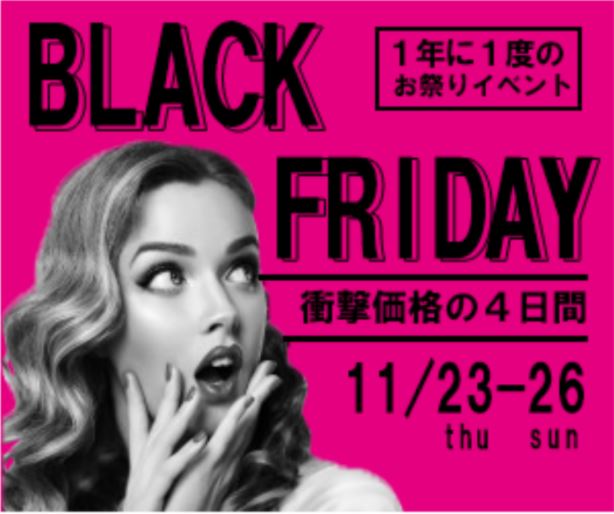 BLACK
1年に1度の
お祭りイベント
FRIDAY
衝撃価格の4日間
11/23-26
thu sun